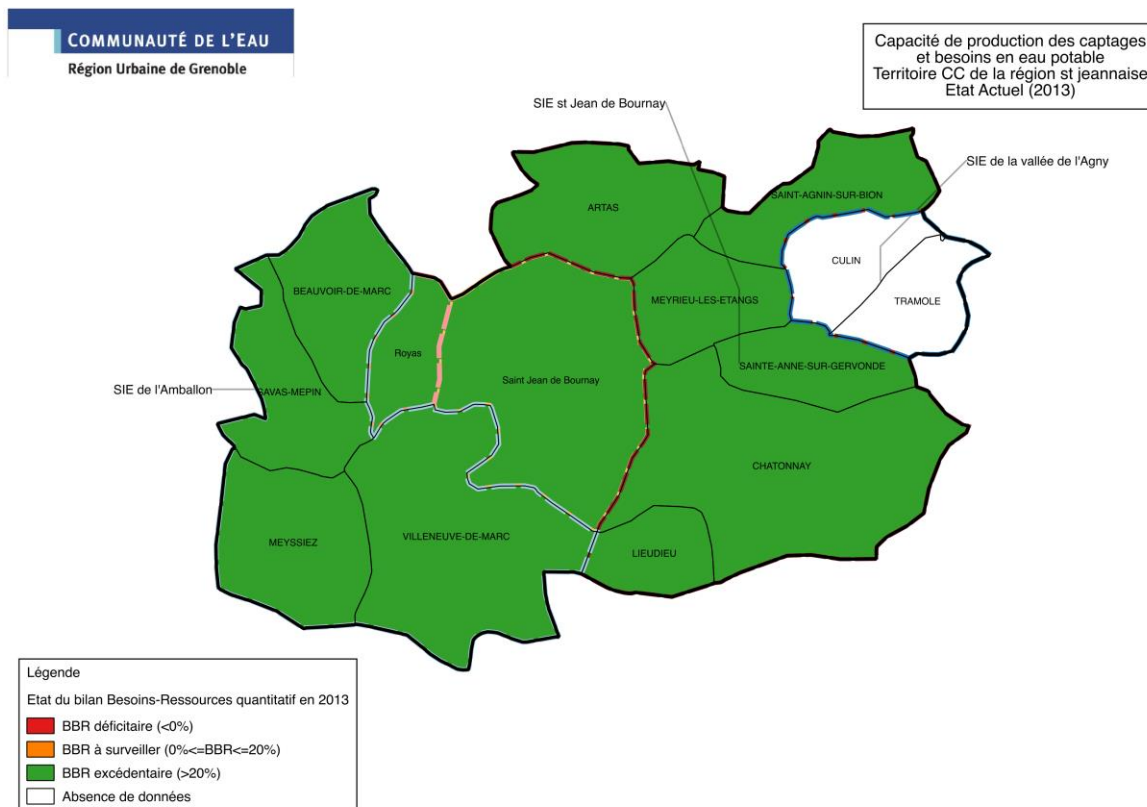 COMMUNAUTÉ DE L'EAU
Région Urbaine de Grenoble
Capacité de production des captages
et besoins en eau potable
Territoire CC de la région st jeannaise
Etat Actuel (2013)
SIE st Jean de Bournay
SIE de la vallée de l'Agny
SAINT-AGNIN-SUR-BION
ARTAS
CULIN
BEAUVOIR-DE-MARC
MEYRIEU-LES-ETANGS
TRAMOLE
Royas
SAINTE-ANNE-SUR-GERVONDE
Saint Jean de Bournay
SIE de l'Amballon
SAVAS-MEPIN
CHATONNAY
VILLENEUVE-DE-MARC
MEYSSIEZ
LIEUDIEU
Légende
Etat du bilan Besoins-Ressources quantitatif en 2013
BBR déficitaire (<0%)
BBR à surveiller (0%<=BBR<=20%)
BBR excédentaire (>20%)
Absence de données